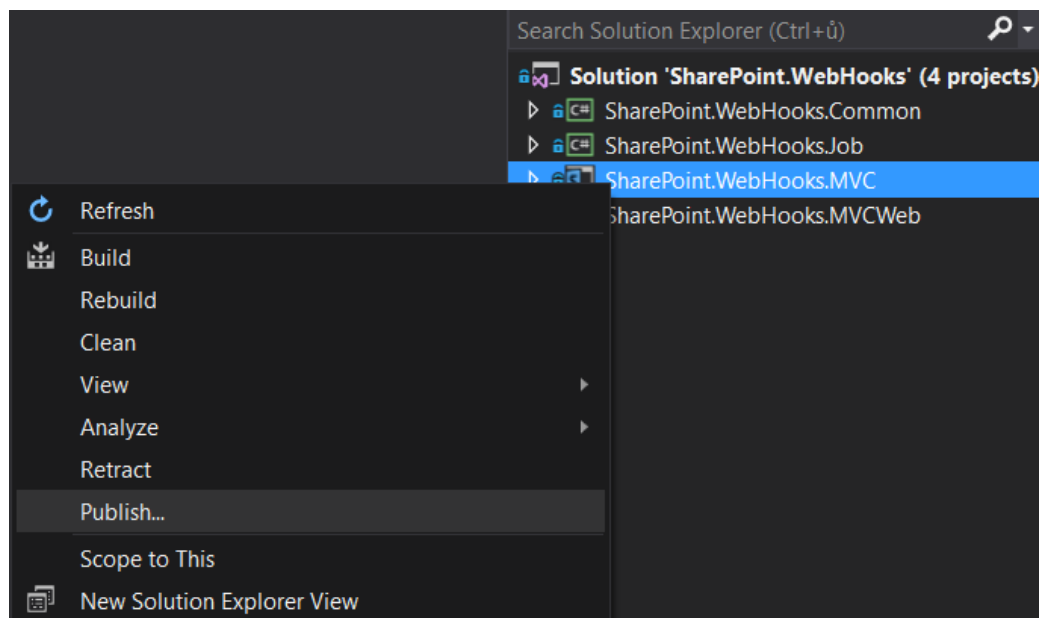 Search Solution Explorer (Ctrl+ů)
Solution 'SharePoint.WebHooks' (4 projects)
C# SharePoint.WebHooks.Common
C# SharePoint.WebHooks.Job
SharePoint.WebHooks.MVC
SharePoint.WebHooks.MVCWeb
Refresh
Build
Rebuild
Clean
View
Analyze
Retract
Publish...
Scope to This
New Solution Explorer View